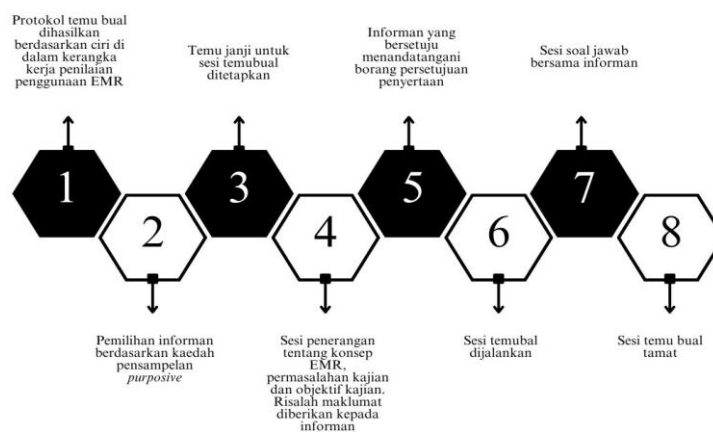 Protokol temu bual
dihasilkan
berdasarkan ciri di
dalam kerangka
kerja penilaian
penggunaan EMR
1
2
Pemilihan informan
berdasarkan kaedah
pensampelan
purposive
Temu janji untuk
sesi temubual
ditetapkan
3
4
Sesi penerangan
tentang konsep
EMR,
permasalahan kajian
dan objektif kajian.
Risalah maklumat
diberikan kepada
informan
Informan yang
bersetuju
menandatangani
borang persetujuan
penyertaan
5
6
Sesi temubal
dijalankan
Sesi soal jawab
bersama informan
7
8
Sesi temu bual
tamat